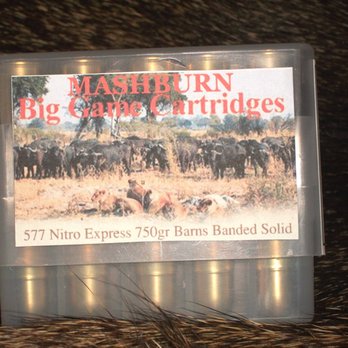 MASHBURN
Big Game Cartridges
577 Nitro Express 750gr Barns Banded Solid